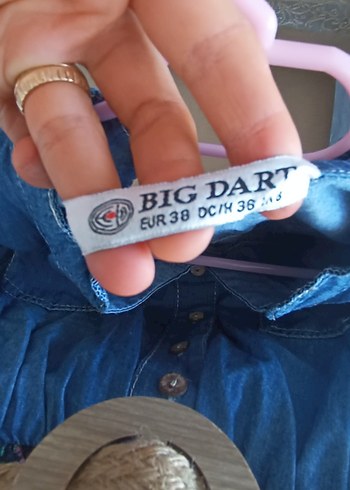 BIG DART
EUR 38 DC/H 36